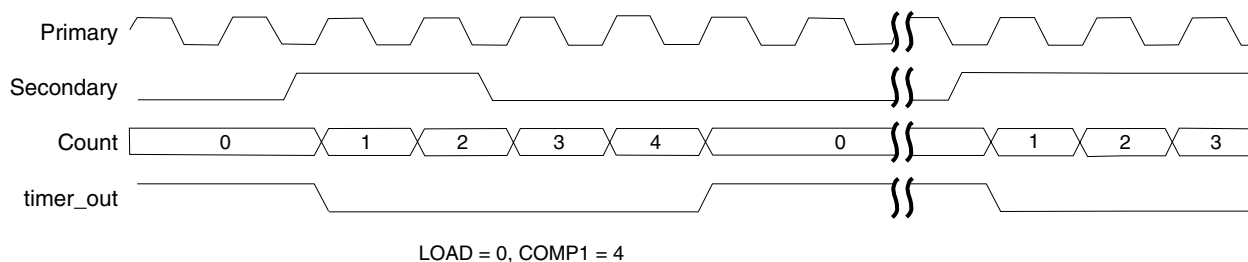 Primary
Secondary
Count 0 1 2 3 4 0 1 2 3
timer_out
LOAD = 0, COMP1 = 4